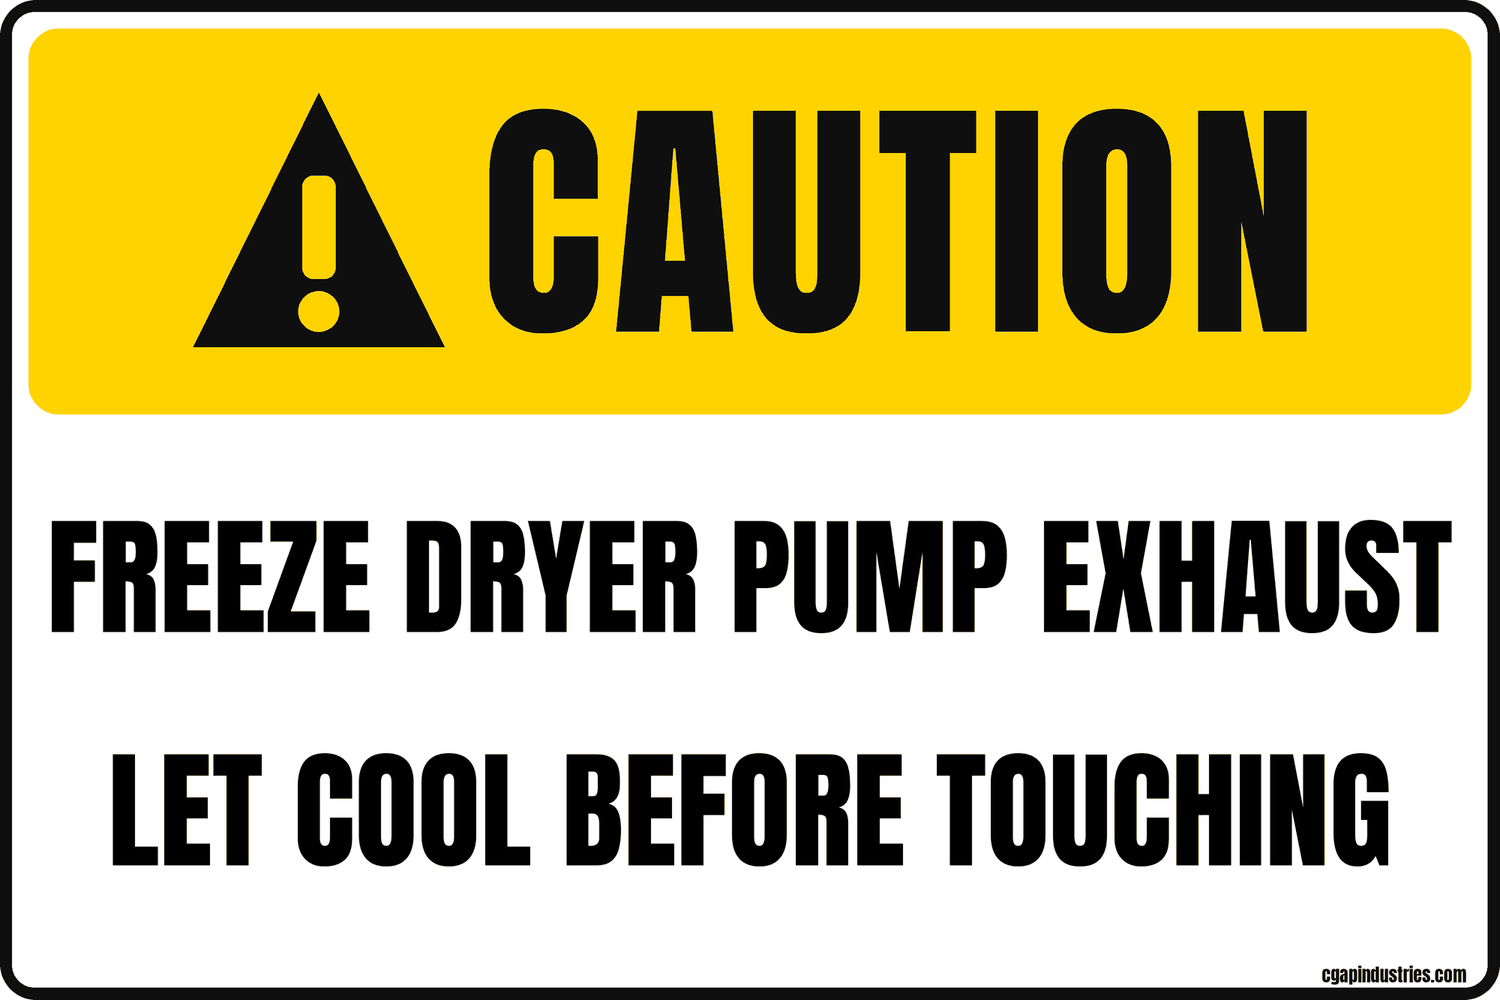 CAUTION
FREEZE DRYER PUMP EXHAUST
LET COOL BEFORE TOUCHING
cgapindustries.com